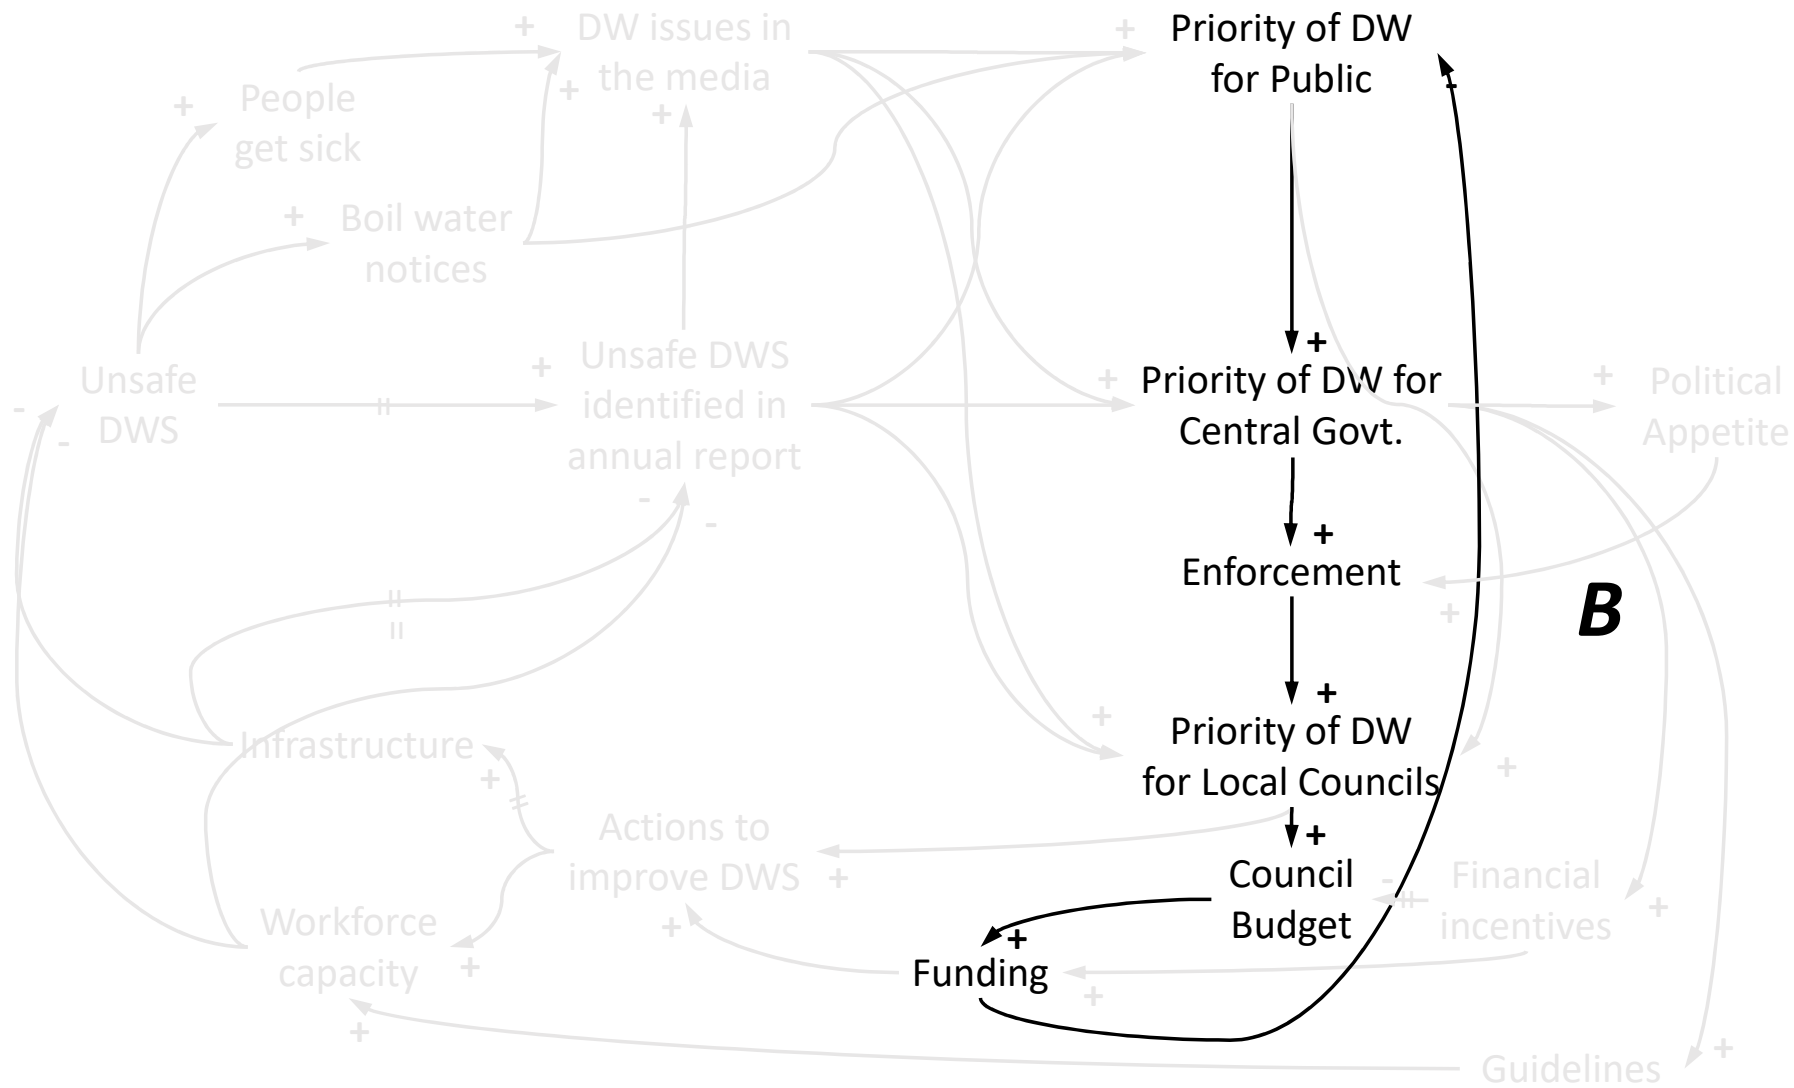 DW issues in
the media
Priority of DW
for Public
People
get sick
Boil water
notices
Unsafe
DWS
Unsafe DWS
identified in
annual report
Priority of DW for
Central Govt.
Political
Appetite
Enforcement
B
Infrastructure
Priority of DW
for Local Councils
Actions to
improve DWS
Council
Budget
Financial
incentives
Workforce
capacity
Funding
Guidelines